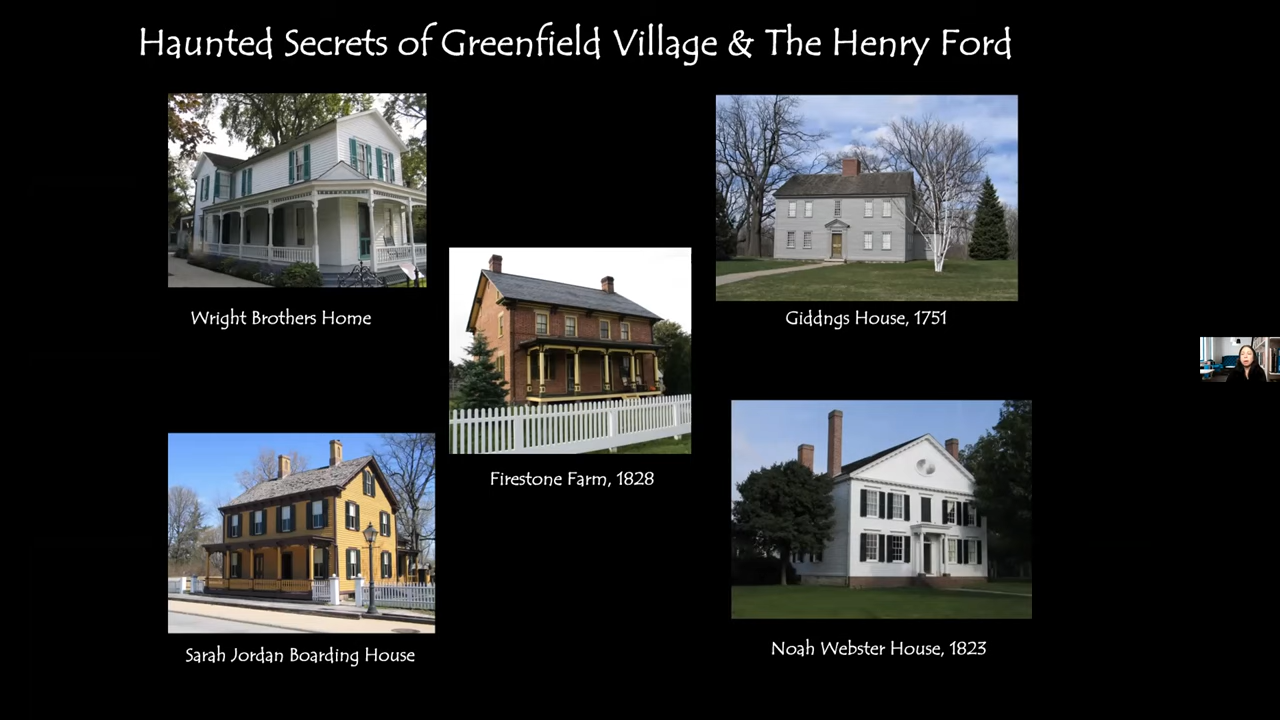 Haunted Secrets of Greenfield Village & The Henry Ford
Wright Brothers Home
Giddngs House, 1751
Firestone Farm, 1828
Sarah Jordan Boarding House
Noah Webster House, 1823